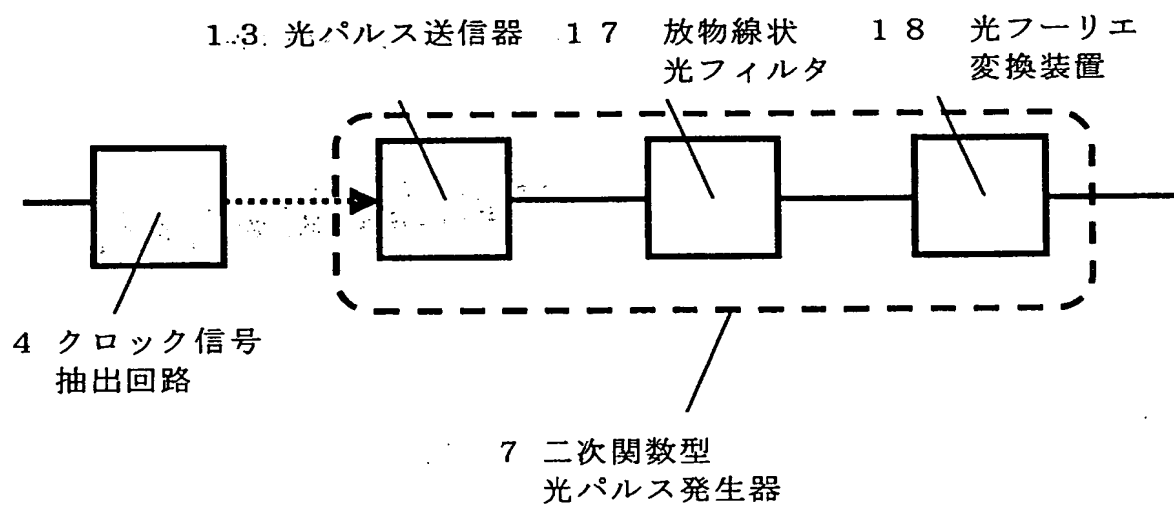 13 光パルス送信器
17 放物線状
光フィルタ
18 光フーリエ
変換装置
4 クロック信号
抽出回路
7 二次関数型
光パルス発生器